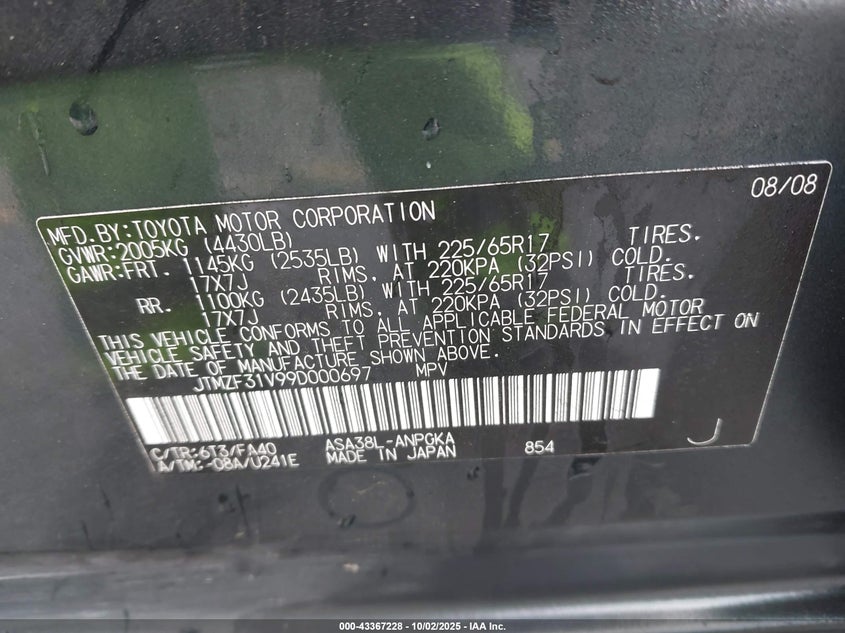 08/08
MFD.BY:TOYOTA MOTOR CORPORATION
GVWR:2005KG (4430LB)
GAWR:FRT. 1145KG (2535LB) WITH 225/65R17 TIRES.
17X7J RIMS, AT 220KPA (32PSI) COLD.
RR. 1100KG (2435LB) WITH 225/65R17 TIRES.
17X7J RIMS, AT 220KPA (32PSI) COLD.
THIS VEHICLE CONFORMS TO ALL APPLICABLE FEDERAL MOTOR
VEHICLE SAFETY AND THEFT PREVENTION STANDARDS IN EFFECT ON
THE DATE OF MANUFACTURE SHOWN ABOVE.
JTMZF31V99D000697 MPV
C/TR:6T3/FA40 ASA38L-ANPGKA 854 J
A/TM:-08A/U241E MADE IN JAPAN
000-43367228 - 10/02/2025 - IAA Inc.